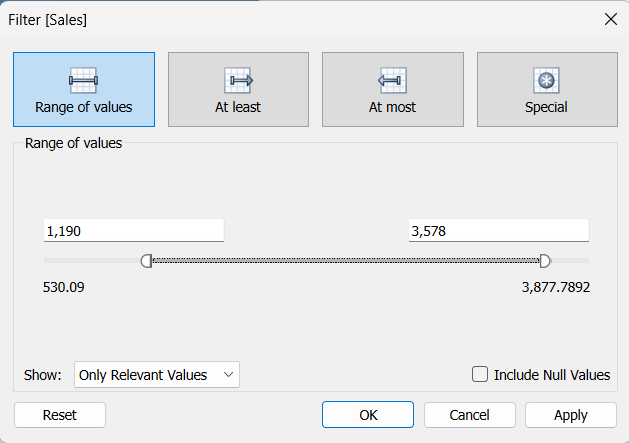 Filter [Sales]
Range of values
At least
At most
Special
Range of values
1,190
3,578
530.09
3,877.7892
Show:
Only Relevant Values
Include Null Values
Reset
OK
Cancel
Apply